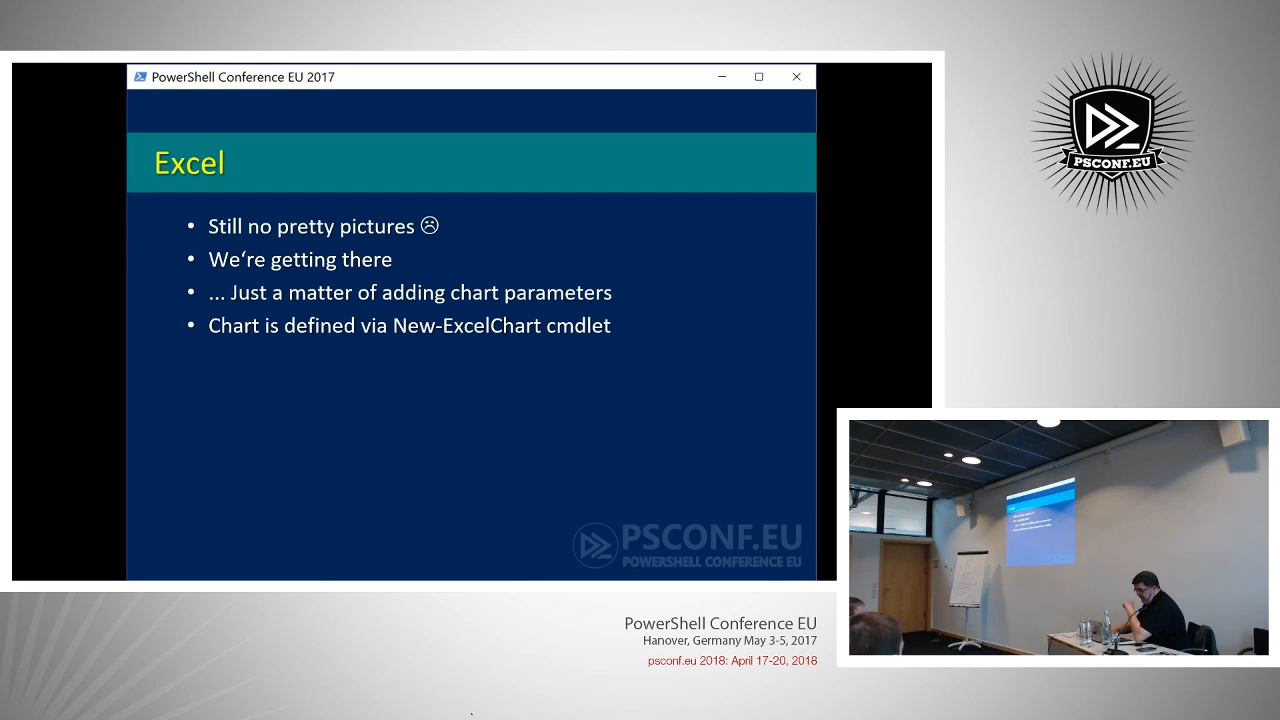 PowerShell Conference EU 2017
Excel
• Still no pretty pictures ☹
• We‘re getting there
• ... Just a matter of adding chart parameters
• Chart is defined via New-ExcelChart cmdlet
PSCONF.EU
POWERSHELL CONFERENCE EU
PSCONF.EU
PowerShell Conference EU
Hanover, Germany May 3-5, 2017
psconf.eu 2018: April 17-20, 2018